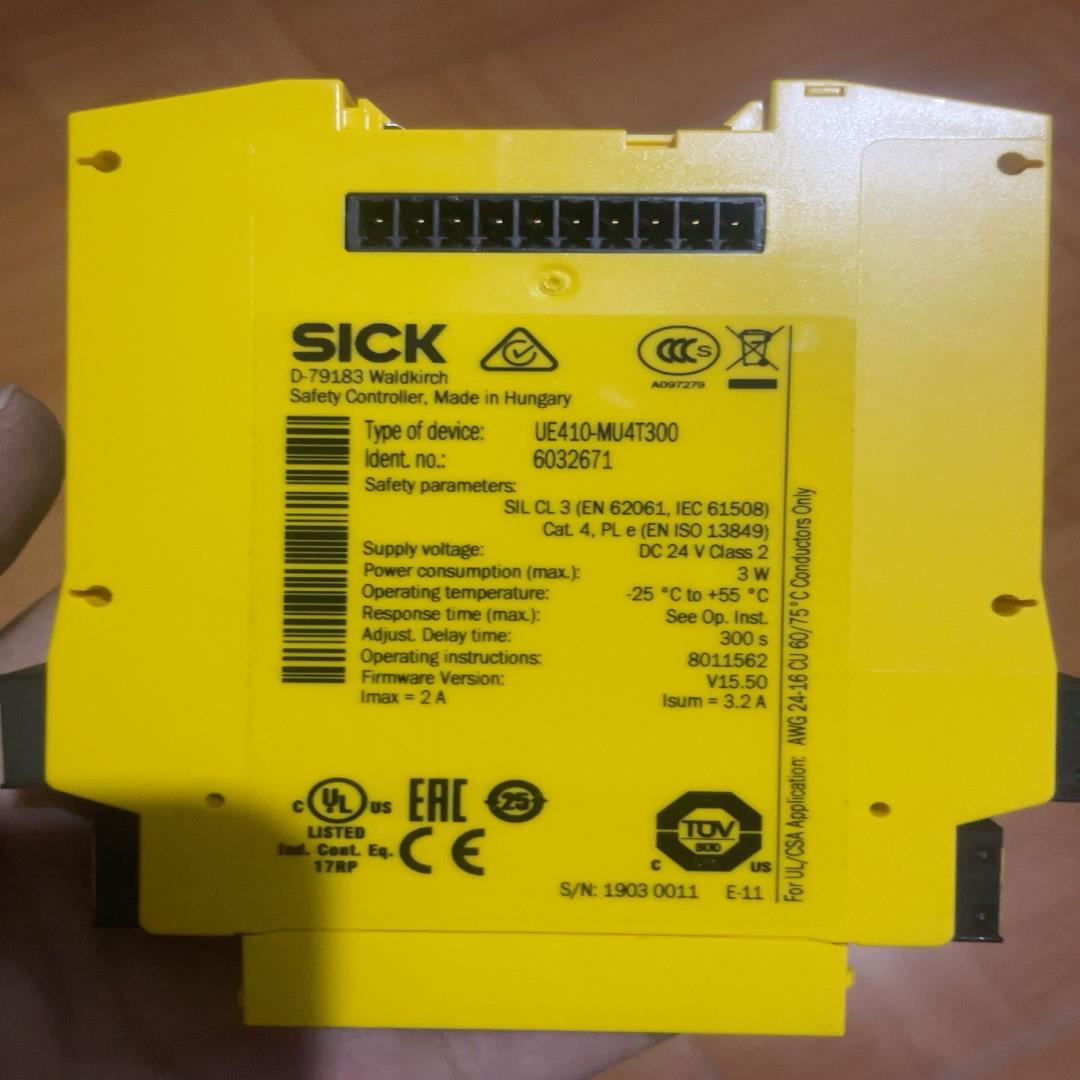 SICK
D-79183 Waldkirch
Safety Controller, Made in Hungary
CCC S
A097279
Type of device: UE410-MU4T300
Ident. no.: 6032671
Safety parameters:
SIL CL 3 (EN 62061, IEC 61508)
Cat. 4, PL e (EN ISO 13849)
Supply voltage: DC 24 V Class 2
Power consumption (max.): 3 W
Operating temperature: -25 °C to +55 °C
Response time (max.): See Op. Inst.
Adjust. Delay time: 300 s
Operating instructions: 8011562
Firmware Version: V15.50
Imax = 2 A Isum = 3.2 A
For UL/CSA Application: AWG 24-16 CU 60/75°C Conductors Only
C UL US
LISTED
Ind. Cont. Eq.
17RP
EAC
25
CE
TÜV
SÜD
C US
S/N: 1903 0011 E-11